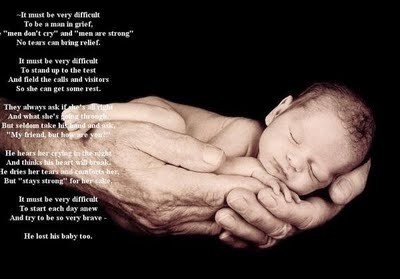 ~It must be very difficult
To be a man in grief,
"men don't cry" and "men are strong"
No tears can bring relief.
It must be very difficult
To stand up to the test
And field the calls and visitors
So she can get some rest.
They always ask if she's all right
And what she's going through.
But seldom take his hand and ask,
"My friend, but how are you?"
He hears her crying in the night
And thinks his heart will break.
He dries her tears and comforts her,
But "stays strong" for her sake.
It must be very difficult
To start each day anew
And try to be so very brave -
He lost his baby too.